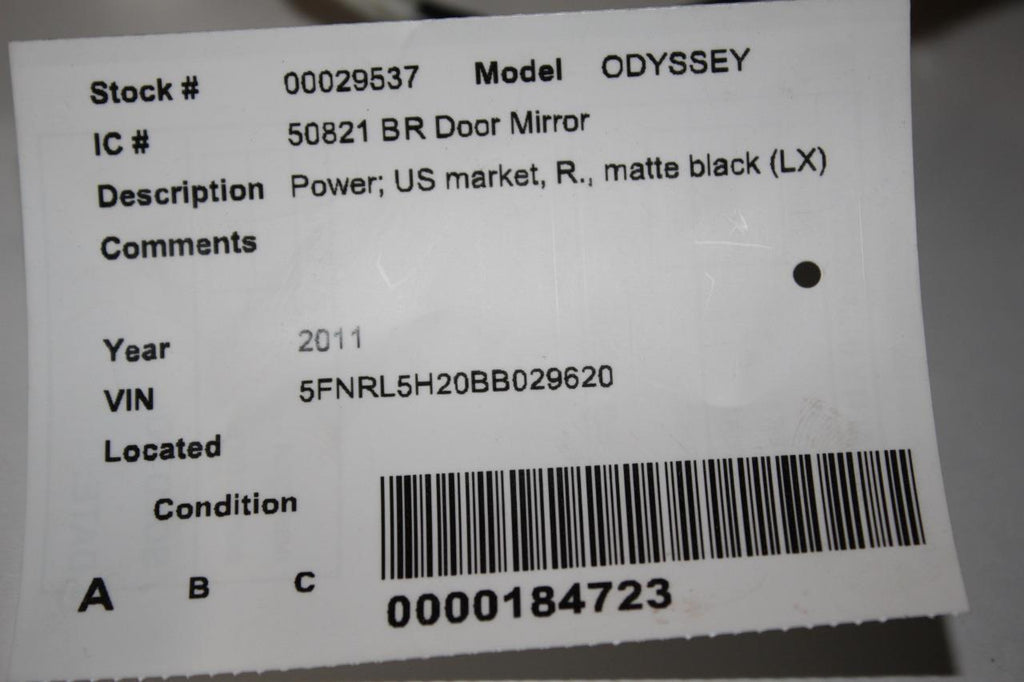 Stock # 00029537 Model ODYSSEY
IC # 50821 BR Door Mirror
Description Power; US market, R., matte black (LX)
Comments
Year 2011
VIN 5FNRL5H20BB029620
Located
Condition
A B C
0000184723